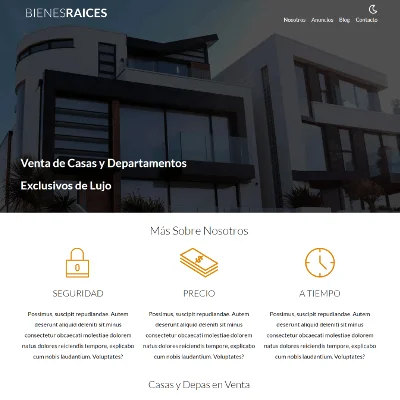 BIENESRAICES
Nosotros Anuncios Blog Contacto
Venta de Casas y Departamentos
Exclusivos de Lujo
Más Sobre Nosotros
SEGURIDAD
Possimus, suscipit repudiandae. Autem
deserunt aliquid deleniti sit minus
consectetur obcaecati molestiae dolorem
natus dolores reiciendis tempore, explicabo
cum nobis laudantium. Voluptates?
PRECIO
Possimus, suscipit repudiandae. Autem
deserunt aliquid deleniti sit minus
consectetur obcaecati molestiae dolorem
natus dolores reiciendis tempore, explicabo
cum nobis laudantium. Voluptates?
A TIEMPO
Possimus, suscipit repudiandae. Autem
deserunt aliquid deleniti sit minus
consectetur obcaecati molestiae dolorem
natus dolores reiciendis tempore, explicabo
cum nobis laudantium. Voluptates?
Casas y Depas en Venta